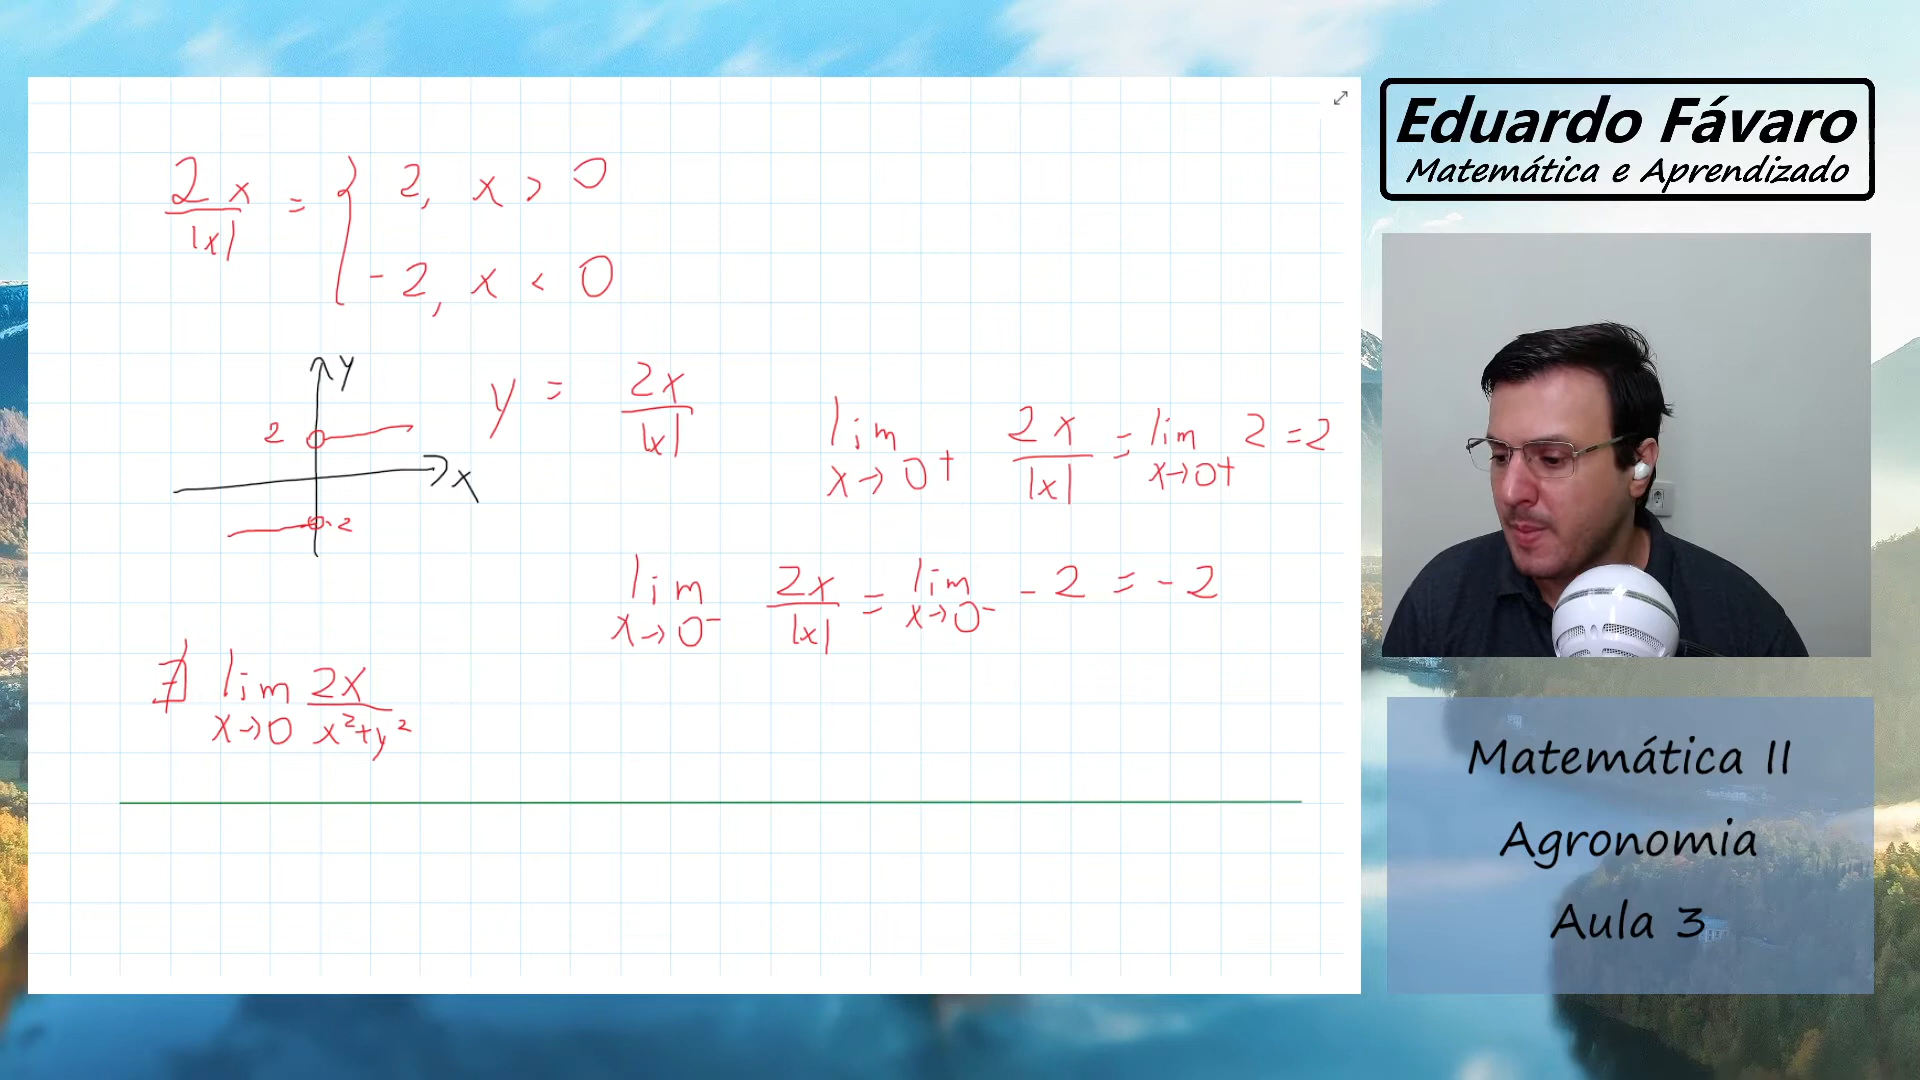 Eduardo Fávaro
Matemática e Aprendizado
2x/|x| = { 2, x > 0
-2, x < 0
y
2
x
-2
y = 2x/|x|
lim x→0+ 2x/|x| = lim x→0+ 2 = 2
lim x→0- 2x/|x| = lim x→0- -2 = -2
∄ lim x→0 2x/x²+y²
Matemática II
Agronomia
Aula 3